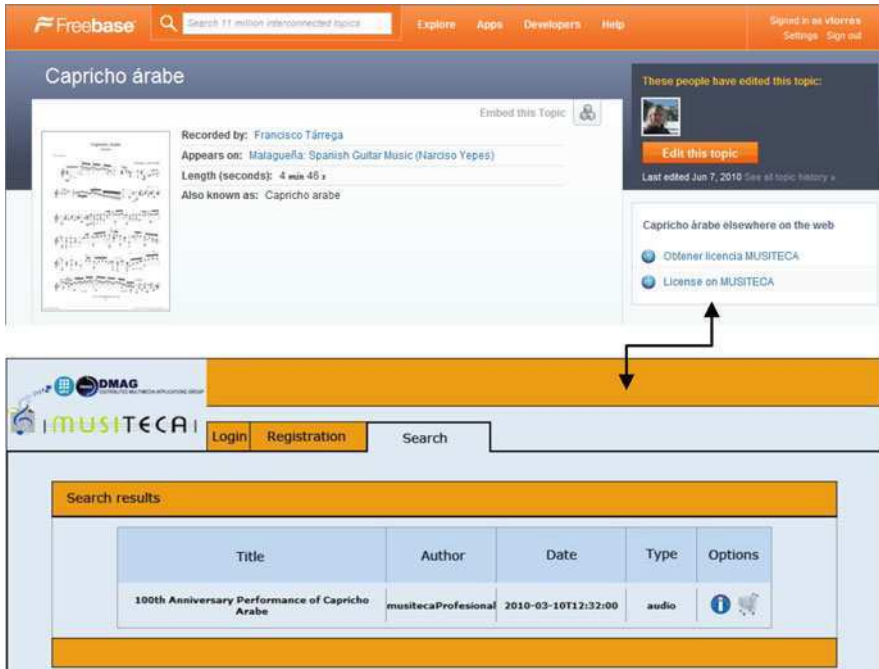 Freebase
Search 11 million interconnected topics
Explore Apps Developers Help
Signed in as vtorres
Settings Sign out
Capricho árabe
Embed this Topic
Recorded by: Francisco Tárrega
Appears on: Malagueña: Spanish Guitar Music (Narciso Yepes)
Length (seconds): 4 min 46 s
Also known as: Capricho arabe
These people have edited this topic:
Edit this topic
Last edited Jun 7, 2010 See all topic history »
Capricho árabe elsewhere on the web
Obtener licencia MUSITECA
License on MUSITECA
DMAG
DISTRIBUTED MULTIMEDIA APPLICATIONS GROUP
MUSITECA
Login Registration Search
Search results
Title Author Date Type Options
100th Anniversary Performance of Capricho
Arabe
musitecaProfesional 2010-03-10T12:32:00 audio